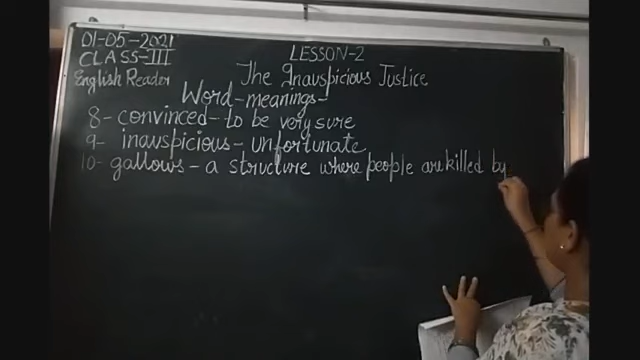 01-05-2021
LESSON-2
CLASS-III
The Inauspicious Justice
English Reader
Word-meanings-
8- convinced- to be very sure
9- inauspicious- unfortunate
10- gallows- a structure where people are killed by